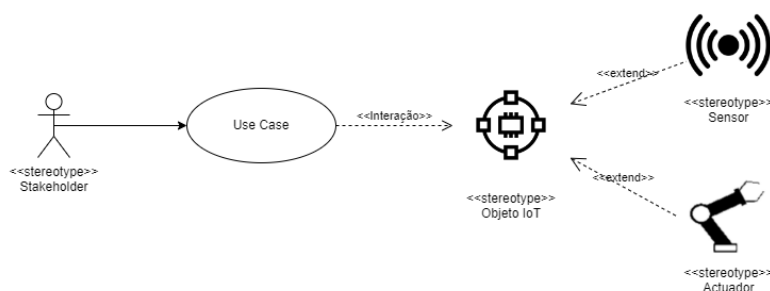 <<extend>>
<<stereotype>>
Sensor
<<Interação>>
Use Case
<<stereotype>>
Stakeholder
<<stereotype>>
Objeto IoT
<<extend>>
<<stereotype>>
Actuador